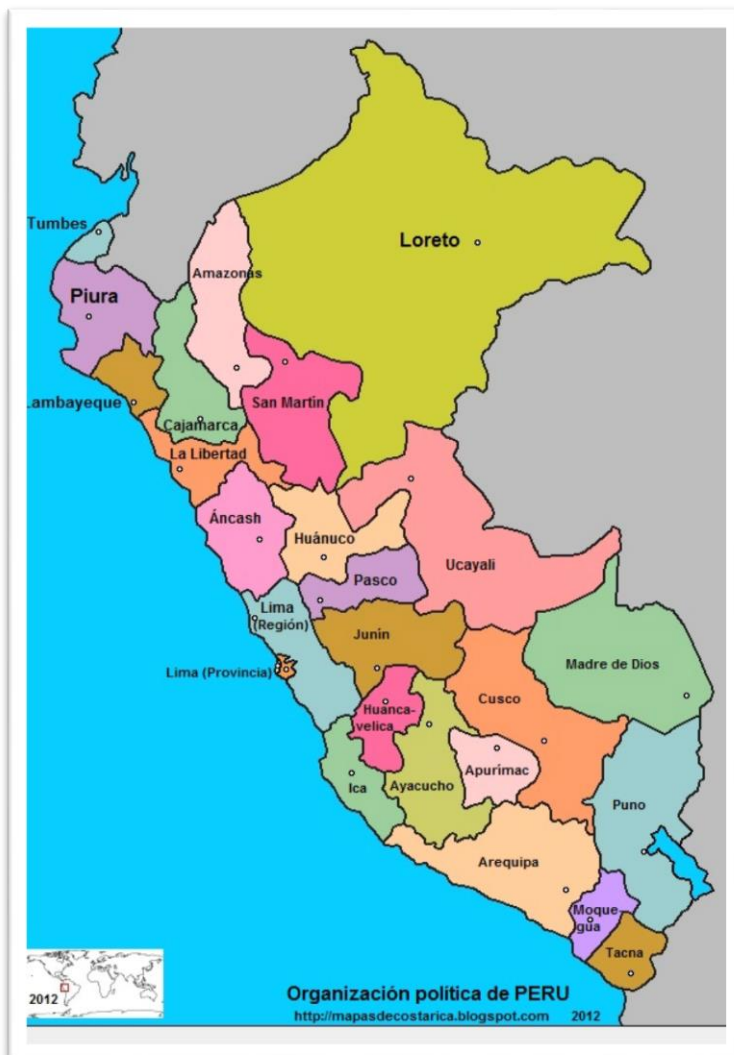 Tumbes
Loreto
Amazonas
Piura
Lambayeque
San Martín
Cajamarca
La Libertad
Áncash
Huánuco
Ucayali
Pasco
Lima
(Región)
Junín
Lima (Provincia)
Madre de Dios
Cusco
Huanca-
velica
Apurímac
Ica
Ayacucho
Puno
Arequipa
Moque
gua
Tacna
2012
Organización política de PERU
http://mapasdecostarica.blogspot.com 2012